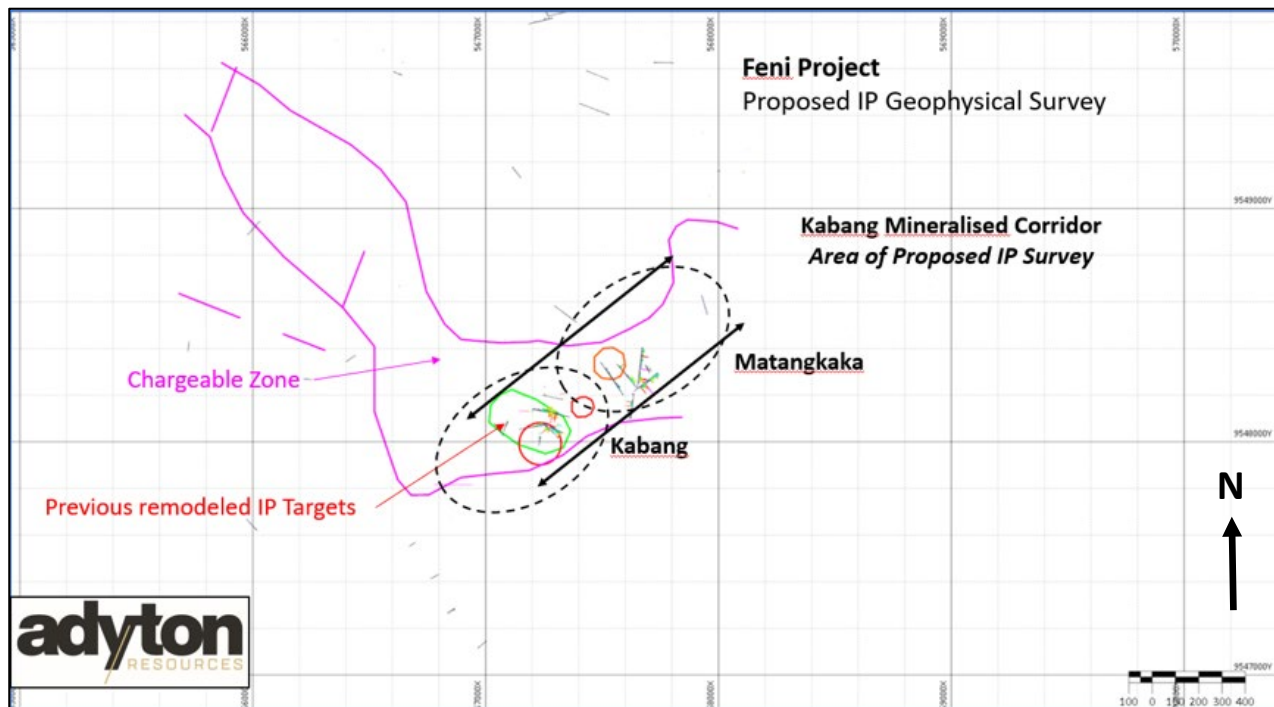 566000X
567000X
568000X
569000X
570000X
Feni Project
Proposed IP Geophysical Survey
9549000Y
Kabang Mineralised Corridor
Area of Proposed IP Survey
Matangkaka
Chargeable Zone
Kabang
9548000Y
Previous remodeled IP Targets
N
adyton
RESOURCES
9547000Y
100 0 100 200 300 400